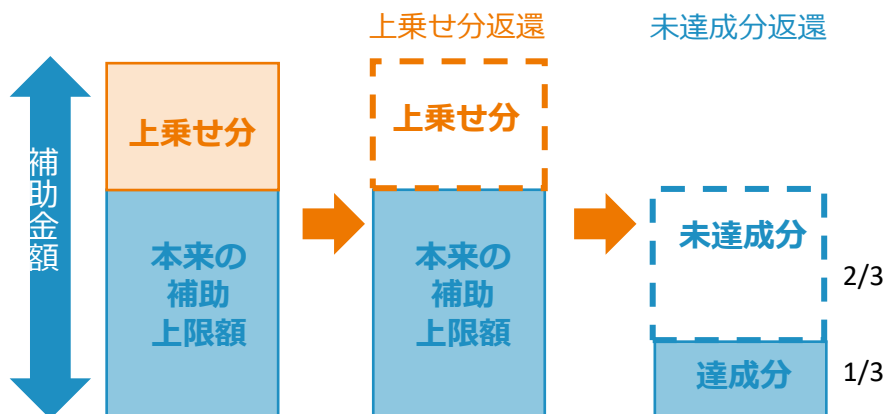 上乗せ分返還
未達成分返還
補助金額
上乗せ分
本来の
補助
上限額
上乗せ分
本来の
補助
上限額
未達成分
2/3
達成分
1/3